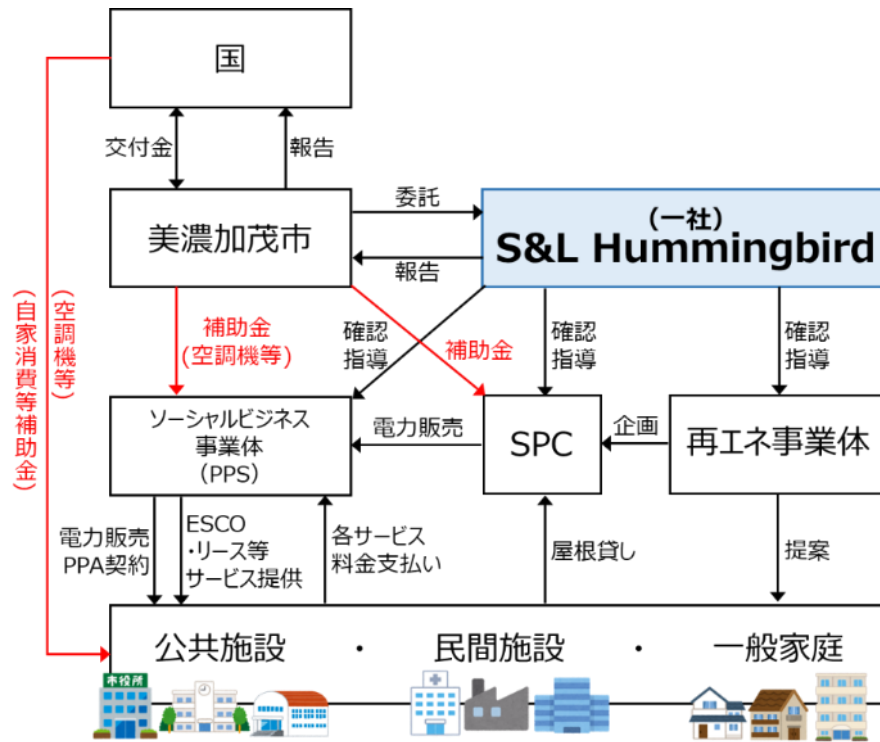 国
交付金
報告
美濃加茂市
委託
報告
(一社)
S&L Hummingbird
(空調機等)
(自家消費等補助金)
補助金
(空調機等)
補助金
確認
指導
確認
指導
確認
指導
ソーシャルビジネス
事業体
(PPS)
電力販売
SPC
企画
再エネ事業体
電力販売
PPA契約
ESCO
・リース等
サービス提供
各サービス
料金支払い
屋根貸し
提案
公共施設 ・ 民間施設 ・ 一般家庭
市役所